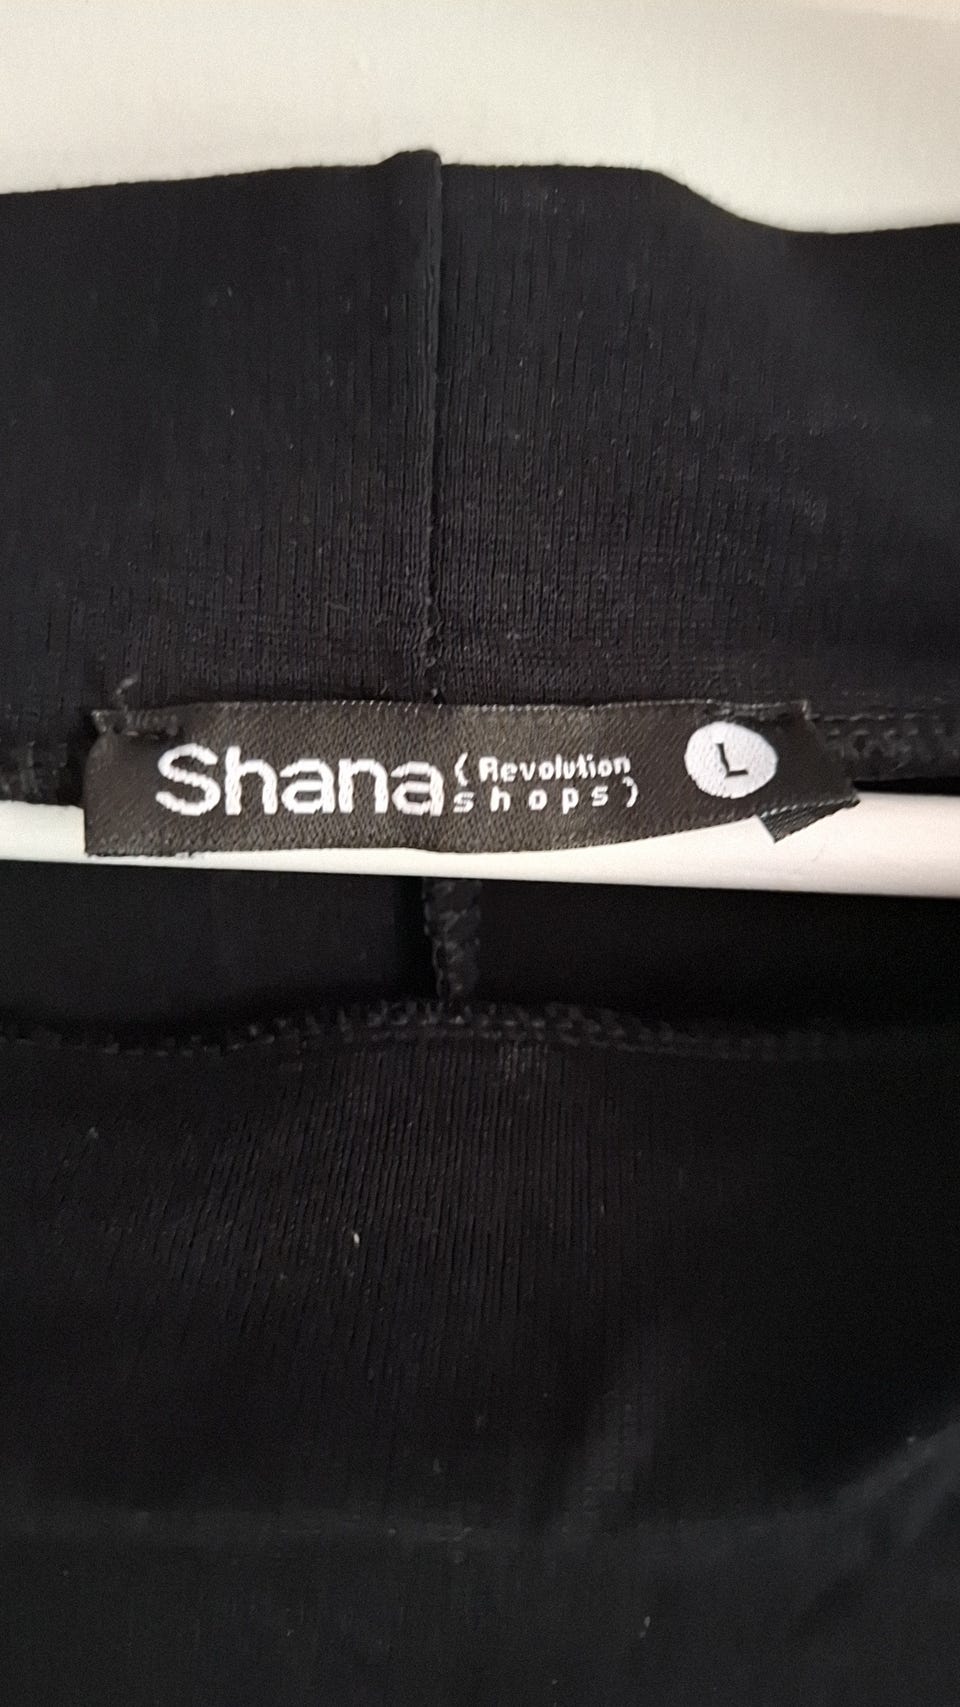 Shana (Revolution
shops)
L